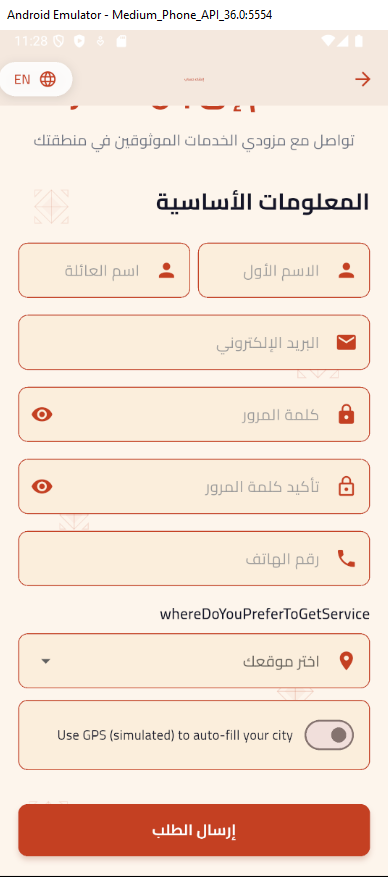 Android Emulator - Medium_Phone_API_36.0:5554
11:28
EN
تواصل مع مزودي الخدمات الموثوقين في منطقتك
المعلومات الأساسية
الاسم الأول
اسم العائلة
البريد الإلكتروني
كلمة المرور
تأكيد كلمة المرور
رقم الهاتف
whereDoYouPreferToGetService
اختر موقعك
Use GPS (simulated) to auto-fill your city
إرسال الطلب